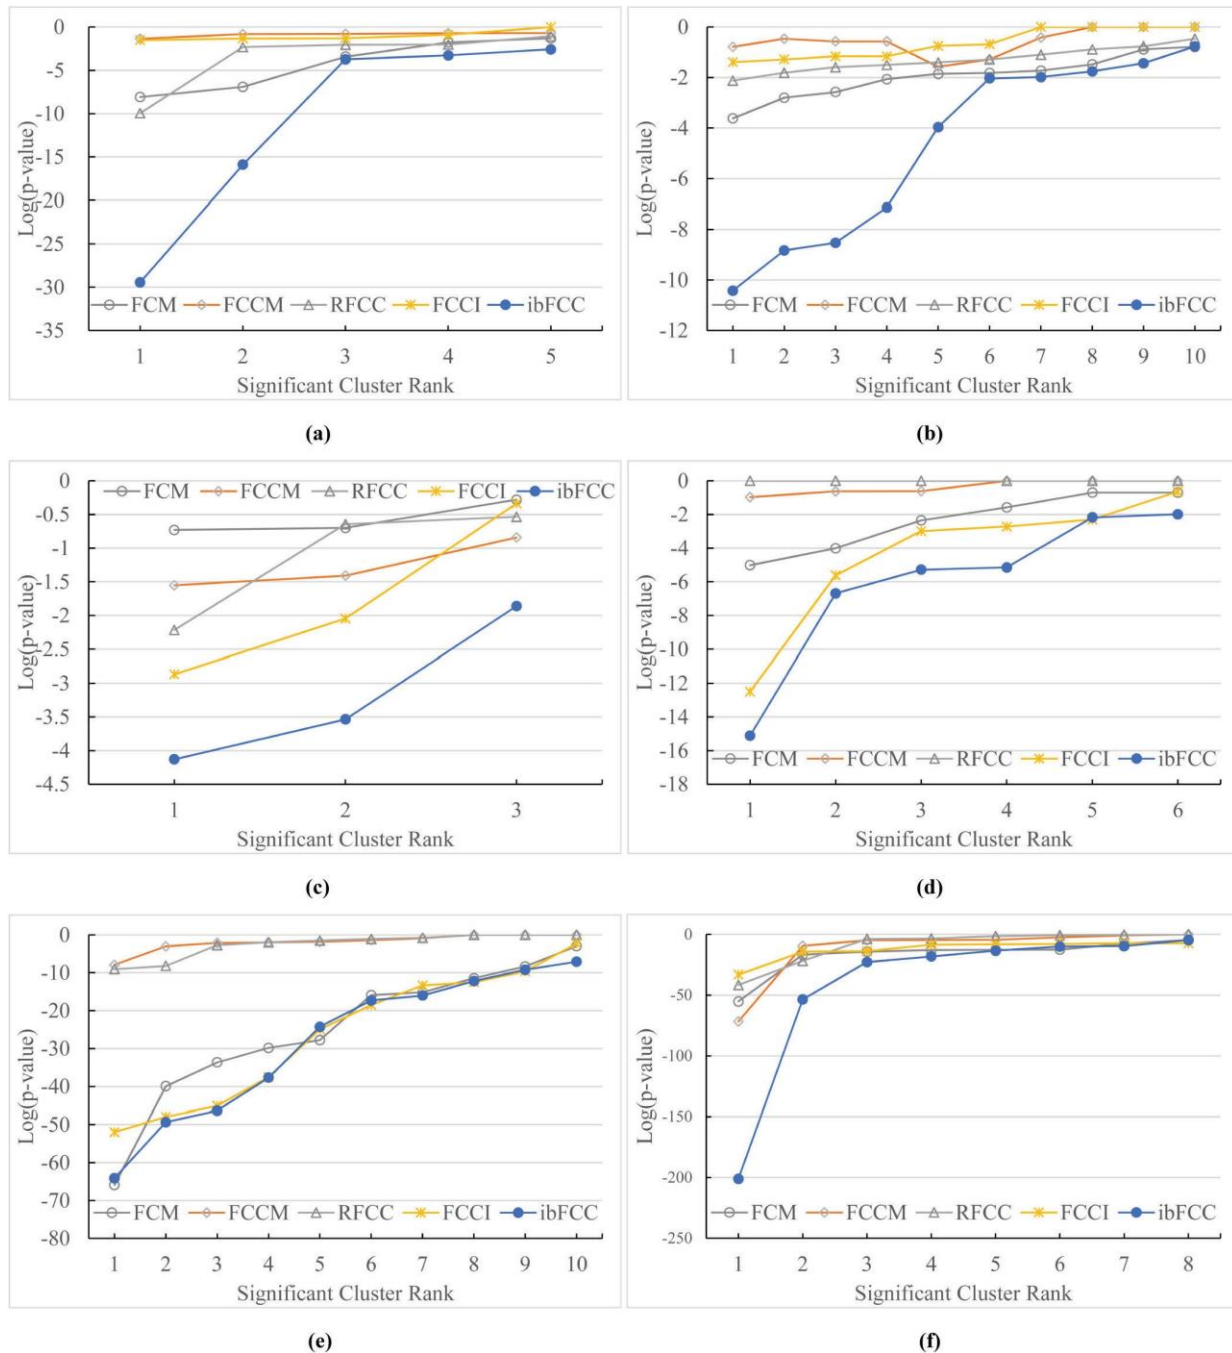 0
-5
-10
-15
-20
-25
-30
-35
Log(p-value)
FCM FCCM RFCC FCCI ibFCC
1 2 3 4 5
Significant Cluster Rank
(a)
0
-2
-4
-6
-8
-10
-12
Log(p-value)
FCM FCCM RFCC FCCI ibFCC
1 2 3 4 5 6 7 8 9 10
Significant Cluster Rank
(b)
0
-0.5
-1
-1.5
-2
-2.5
-3
-3.5
-4
-4.5
Log(p-value)
FCM FCCM RFCC FCCI ibFCC
1 2 3
Significant Cluster Rank
(c)
0
-2
-4
-6
-8
-10
-12
-14
-16
-18
Log(p-value)
FCM FCCM RFCC FCCI ibFCC
1 2 3 4 5 6
Significant Cluster Rank
(d)
0
-10
-20
-30
-40
-50
-60
-70
-80
Log(p-value)
FCM FCCM RFCC FCCI ibFCC
1 2 3 4 5 6 7 8 9 10
Significant Cluster Rank
(e)
0
-50
-100
-150
-200
-250
Log(p-value)
FCM FCCM RFCC FCCI ibFCC
1 2 3 4 5 6 7 8
Significant Cluster Rank
(f)